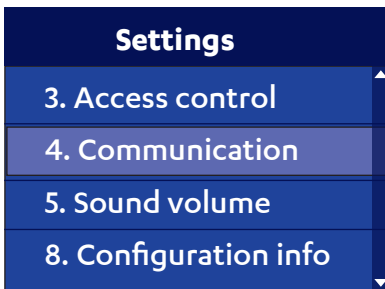 Settings
3. Access control
4. Communication
5. Sound volume
8. Configuration info